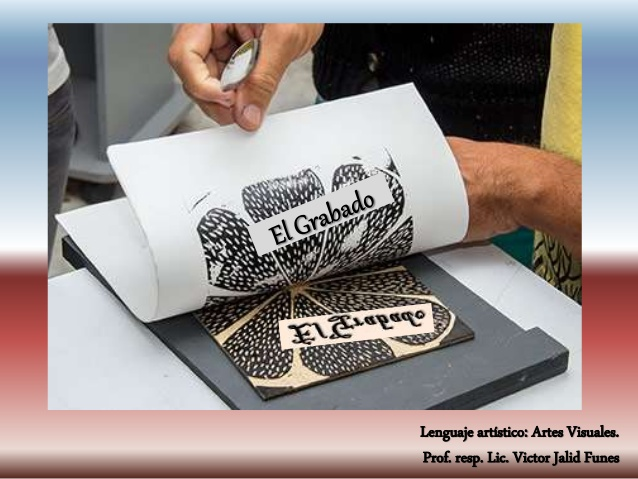 El Grabado
El Grabado
Lenguaje artístico: Artes Visuales.
Prof. resp. Lic. Victor Jalid Funes